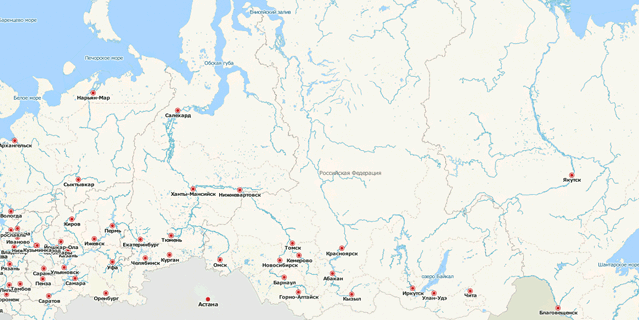 Енисейский залив
Баренцево море
Печорское море
Обская губа
Белое море
Нарьян-Мар
Салехард
Архангельск
Российская Федерация
Якутск
Сыктывкар
Ханты-Мансийск
Нижневартовск
Вологда
Киров
Пермь
Ярославль
Иваново
Йошкар-Ола
Ижевск
Екатеринбург
Тюмень
Томск
Красноярск
Казань
Курган
Челябинск
Омск
Новосибирск
Кемерово
Уфа
Рязань
Саранск
Ульяновск
Абакан
озеро Байкал
Шантарское море
Пенза
Самара
Барнаул
Тамбов
Саратов
Оренбург
Горно-Алтайск
Кызыл
Иркутск
Улан-Удэ
Чита
Астана
Благовещенск